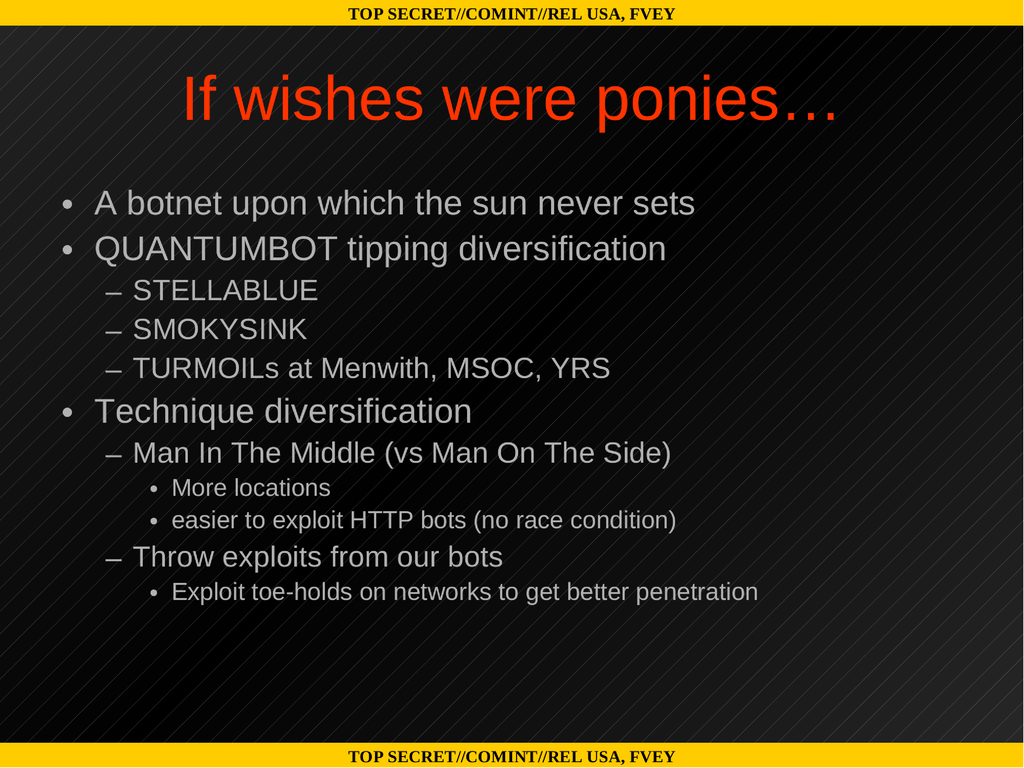 TOP SECRET//COMINT//REL USA, FVEY
If wishes were ponies…
• A botnet upon which the sun never sets
• QUANTUMBOT tipping diversification
– STELLABLUE
– SMOKYSINK
– TURMOILs at Menwith, MSOC, YRS
• Technique diversification
– Man In The Middle (vs Man On The Side)
• More locations
• easier to exploit HTTP bots (no race condition)
– Throw exploits from our bots
• Exploit toe-holds on networks to get better penetration
TOP SECRET//COMINT//REL USA, FVEY